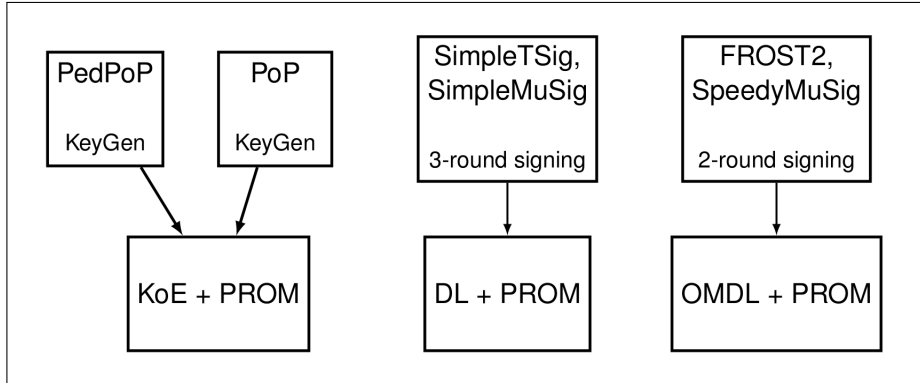 PedPoP
KeyGen
PoP
KeyGen
SimpleTSig,
SimpleMuSig
3-round signing
FROST2,
SpeedyMuSig
2-round signing
KoE + PROM
DL + PROM
OMDL + PROM